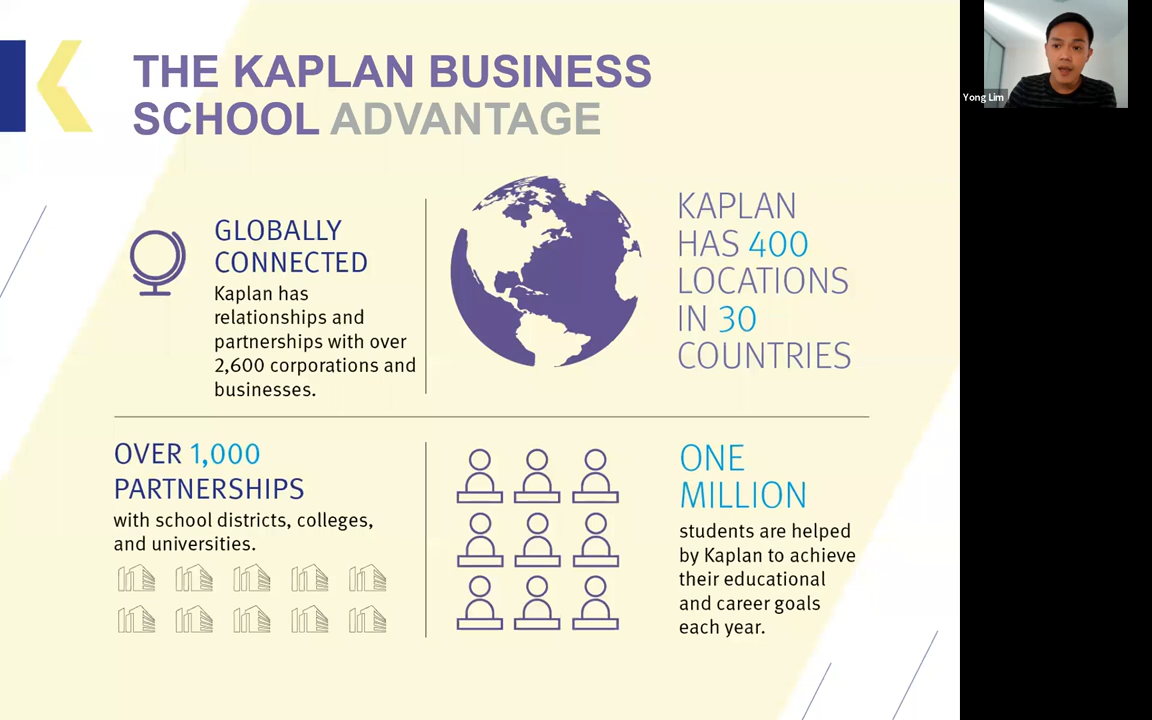 THE KAPLAN BUSINESS
SCHOOL ADVANTAGE
GLOBALLY
CONNECTED
Kaplan has
relationships and
partnerships with over
2,600 corporations and
businesses.
KAPLAN
HAS 400
LOCATIONS
IN 30
COUNTRIES
OVER 1,000
PARTNERSHIPS
with school districts, colleges,
and universities.
ONE
MILLION
students are helped
by Kaplan to achieve
their educational
and career goals
each year.
Yong Lim